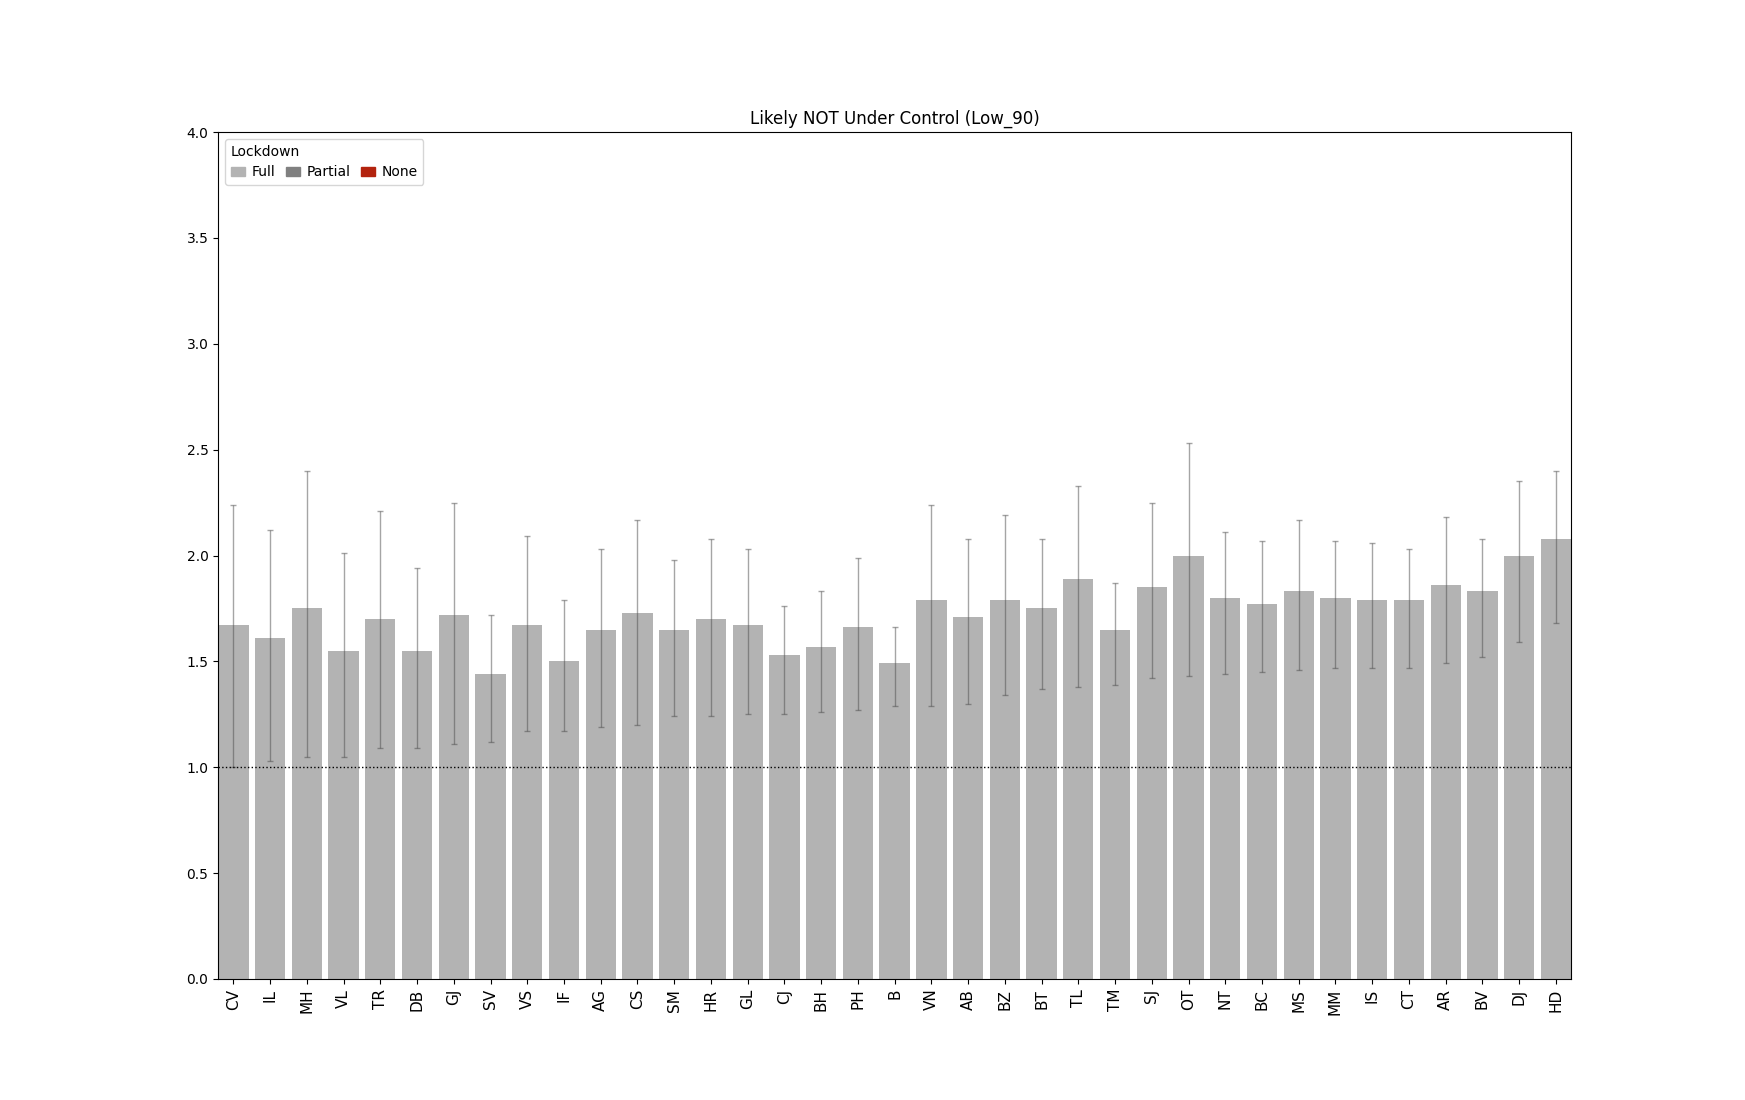 Likely NOT Under Control (Low_90)
Lockdown
Full Partial None
4.0
3.5
3.0
2.5
2.0
1.5
1.0
0.5
0.0
CV IL MH VL TR DB GJ SV VS IF AG CS SM HR GL CJ BH PH B VN AB BZ BT TL TM SJ OT NT BC MS MM IS CT AR BV DJ HD